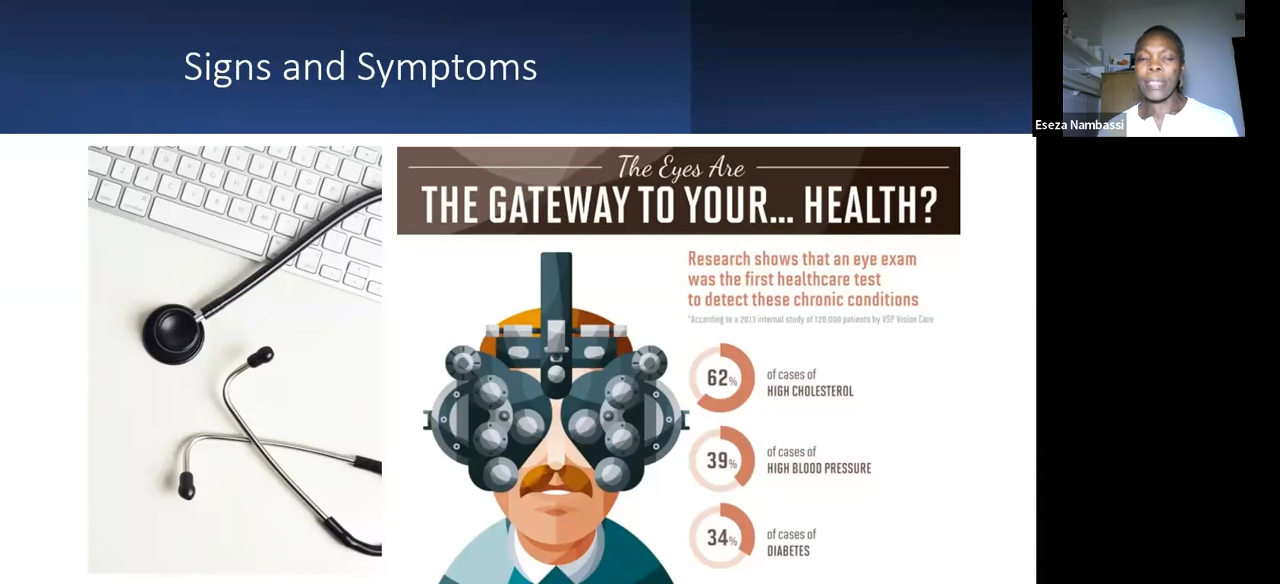 Signs and Symptoms
Eseza Nambassi
The Eyes Are
THE GATEWAY TO YOUR... HEALTH?
Research shows that an eye exam
was the first healthcare test
to detect these chronic conditions
*According to a 2013 internal study of 120,000 patients by VSP Vision Care
62%
of cases of
HIGH CHOLESTEROL
39%
of cases of
HIGH BLOOD PRESSURE
34%
of cases of
DIABETES